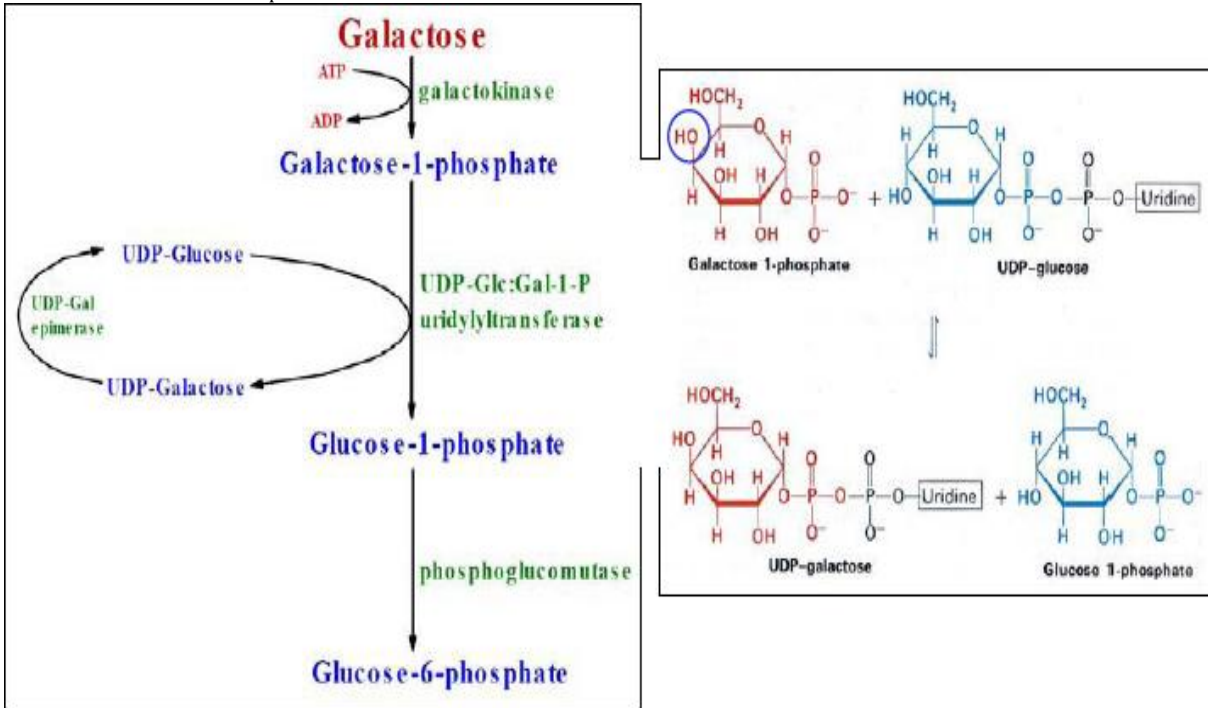 Galactose
ATP
galactokinase
ADP
Galactose-1-phosphate
UDP-Glucose
UDP-Glc:Gal-1-P
uridylyltransferase
UDP-Gal
epimerase
UDP-Galactose
Glucose-1-phosphate
phosphoglucomutase
Glucose-6-phosphate
HOCH2
HOCH2
H
O
H
H
O
H
O
O
O
HO
H
OH
H
H
H
OH
H
O—P—O−
+
HO
O—P—O—P—O—Uridine
H
OH
O−
H
OH
O−
O−
Galactose 1-phosphate
UDP-glucose
⇌
HOCH2
HOCH2
HO
H
O
H
O
O
H
H
O
H
O
H
OH
H
O—P—O—P—O—Uridine
+
HO
OH
H
O—P—O−
H
OH
O−
O−
H
OH
O−
UDP-galactose
Glucose 1-phosphate